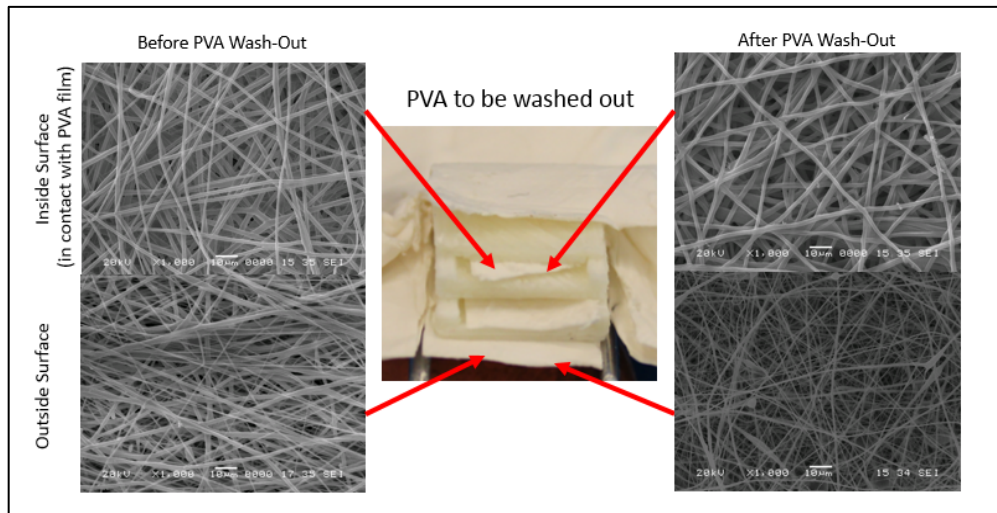 Before PVA Wash-Out
After PVA Wash-Out
Inside Surface
(in contact with PVA film)
PVA to be washed out
20kV X1,000 10μm 0000 15 35 SEI
20kV X1,000 10μm 0000 15 35 SEI
Outside Surface
20kV X1,000 10μm 0000 17 35 SEI
20kV X1,000 10μm 15 34 SEI